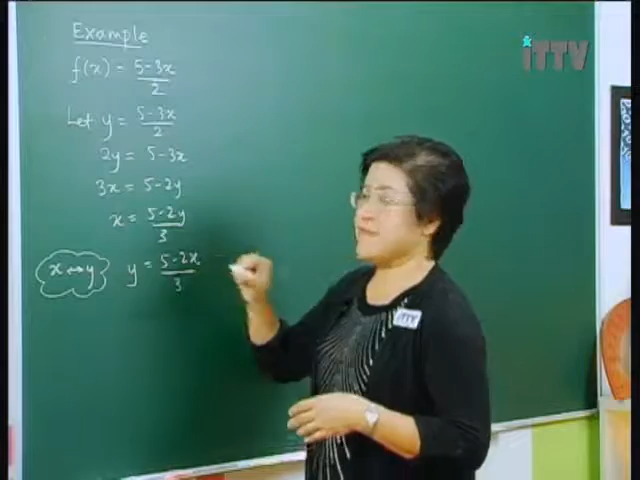 Example
f(x) = 5-3x/2
Let y = 5-3x/2
2y = 5-3x
3x = 5-2y
x = 5-2y/3
x↔y y = 5-2x/3
iTTV
iTTV